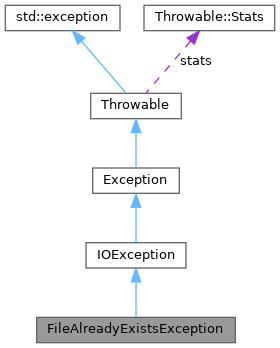 std::exception
Throwable::Stats
stats
Throwable
Exception
IOException
FileAlreadyExistsException